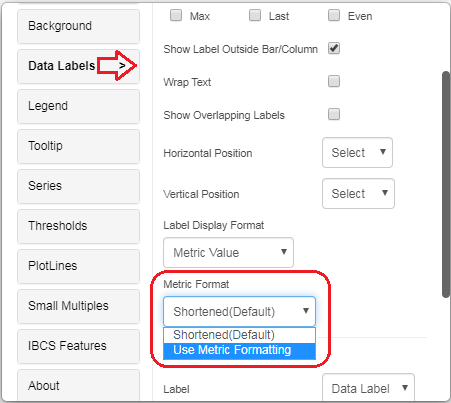 Background
Data Labels >
Legend
Tooltip
Series
Thresholds
PlotLines
Small Multiples
IBCS Features
About
Max Last Even
Show Label Outside Bar/Column
Wrap Text
Show Overlapping Labels
Horizontal Position Select
Vertical Position Select
Label Display Format
Metric Value
Metric Format
Shortened(Default)
Shortened(Default)
Use Metric Formatting
Label Data Label